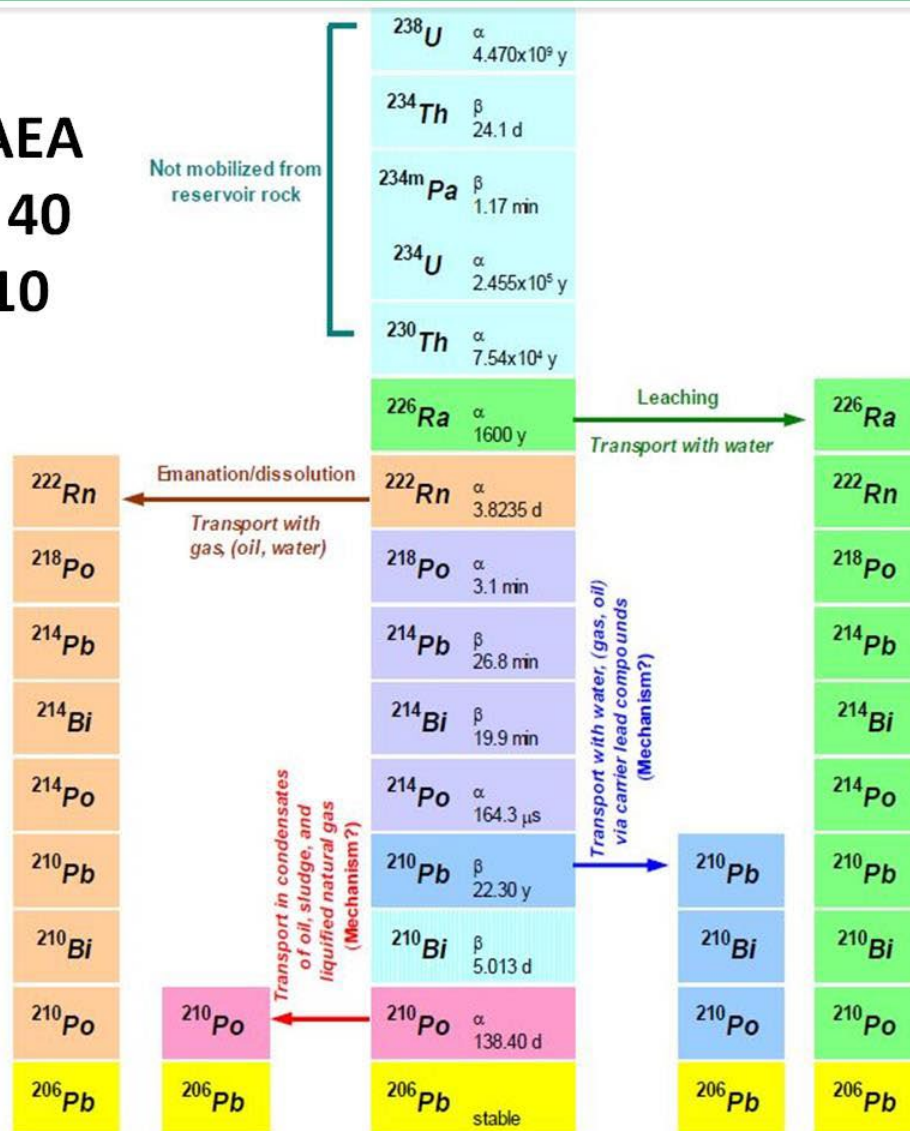 AEA
40
10
Not mobilized from
reservoir rock
²³⁸U α
4.470x10⁹ y
²³⁴Th β
24.1 d
²³⁴ᵐPa β
1.17 min
²³⁴U α
2.455x10⁵ y
²³⁰Th α
7.54x10⁴ y
²²⁶Ra α
1600 y
Leaching
Transport with water
²²⁶Ra
²²²Rn
Emanation/dissolution
Transport with
gas, (oil, water)
²²²Rn α
3.8235 d
²²²Rn
²¹⁸Po
²¹⁸Po α
3.1 min
²¹⁸Po
²¹⁴Pb
²¹⁴Pb β
26.8 min
²¹⁴Pb
²¹⁴Bi
²¹⁴Bi β
19.9 min
²¹⁴Bi
Transport with water, (gas, oil)
via carrier lead compounds
(Mechanism?)
²¹⁴Po
²¹⁴Po α
164.3 μs
²¹⁴Po
Transport in condensates
of oil, sludge, and
liquified natural gas
(Mechanism?)
²¹⁰Pb
²¹⁰Pb β
22.30 y
²¹⁰Pb
²¹⁰Pb
²¹⁰Bi
²¹⁰Bi β
5.013 d
²¹⁰Bi
²¹⁰Bi
²¹⁰Po
²¹⁰Po
²¹⁰Po α
138.40 d
²¹⁰Po
²¹⁰Po
²⁰⁶Pb
²⁰⁶Pb
²⁰⁶Pb
stable
²⁰⁶Pb
²⁰⁶Pb